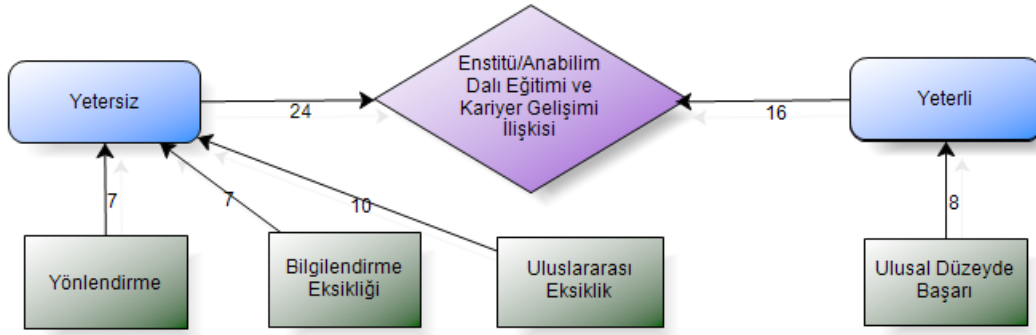 Enstitü/Anabilim
Dalı Eğitimi ve
Kariyer Gelişimi
İlişkisi
Yetersiz
24
16
Yeterli
7
7
10
8
Yönlendirme
Bilgilendirme
Eksikliği
Uluslararası
Eksiklik
Ulusal Düzeyde
Başarı